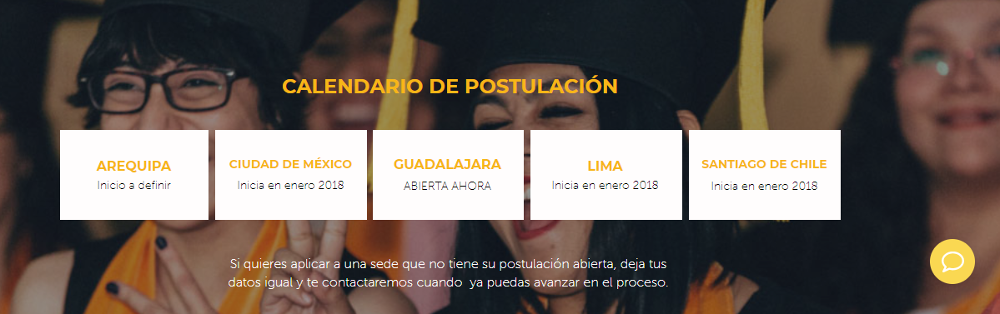 CALENDARIO DE POSTULACIÓN
AREQUIPA
Inicio a definir
CIUDAD DE MÉXICO
Inicia en enero 2018
GUADALAJARA
ABIERTA AHORA
LIMA
Inicia en enero 2018
SANTIAGO DE CHILE
Inicia en enero 2018
Si quieres aplicar a una sede que no tiene su postulación abierta, deja tus
datos igual y te contactaremos cuando ya puedas avanzar en el proceso.